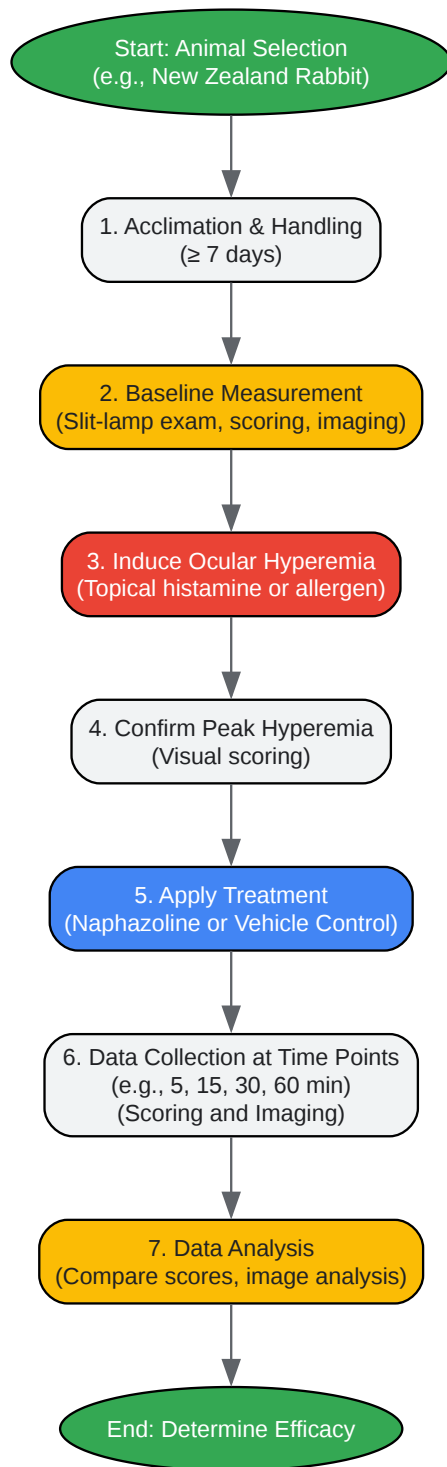 Start: Animal Selection
(e.g., New Zealand Rabbit)
1. Acclimation & Handling
(≥ 7 days)
2. Baseline Measurement
(Slit-lamp exam, scoring, imaging)
3. Induce Ocular Hyperemia
(Topical histamine or allergen)
4. Confirm Peak Hyperemia
(Visual scoring)
5. Apply Treatment
(Naphazoline or Vehicle Control)
6. Data Collection at Time Points
(e.g., 5, 15, 30, 60 min)
(Scoring and Imaging)
7. Data Analysis
(Compare scores, image analysis)
End: Determine Efficacy